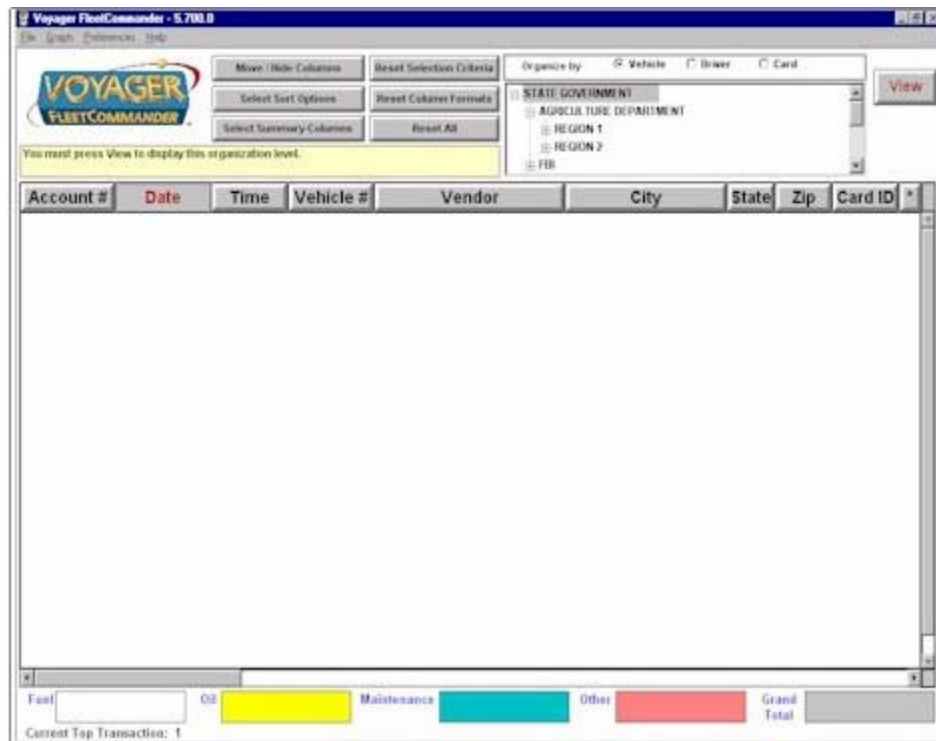 Voyager FleetCommander - 5.700.0
File Graph Preferences Help
VOYAGER
FLEETCOMMANDER
Move / Hide Columns
Reset Selection Criteria
Select Sort Options
Reset Column Formats
Select Summary Columns
Reset All
Organize by Vehicle Driver Card
View
STATE GOVERNMENT
AGRICULTURE DEPARTMENT
REGION 1
REGION 2
FBI
You must press View to display this organization level.
Account # Date Time Vehicle # Vendor City State Zip Card ID *
Fuel Oil Maintenance Other Grand
Total
Current Top Transaction: 1